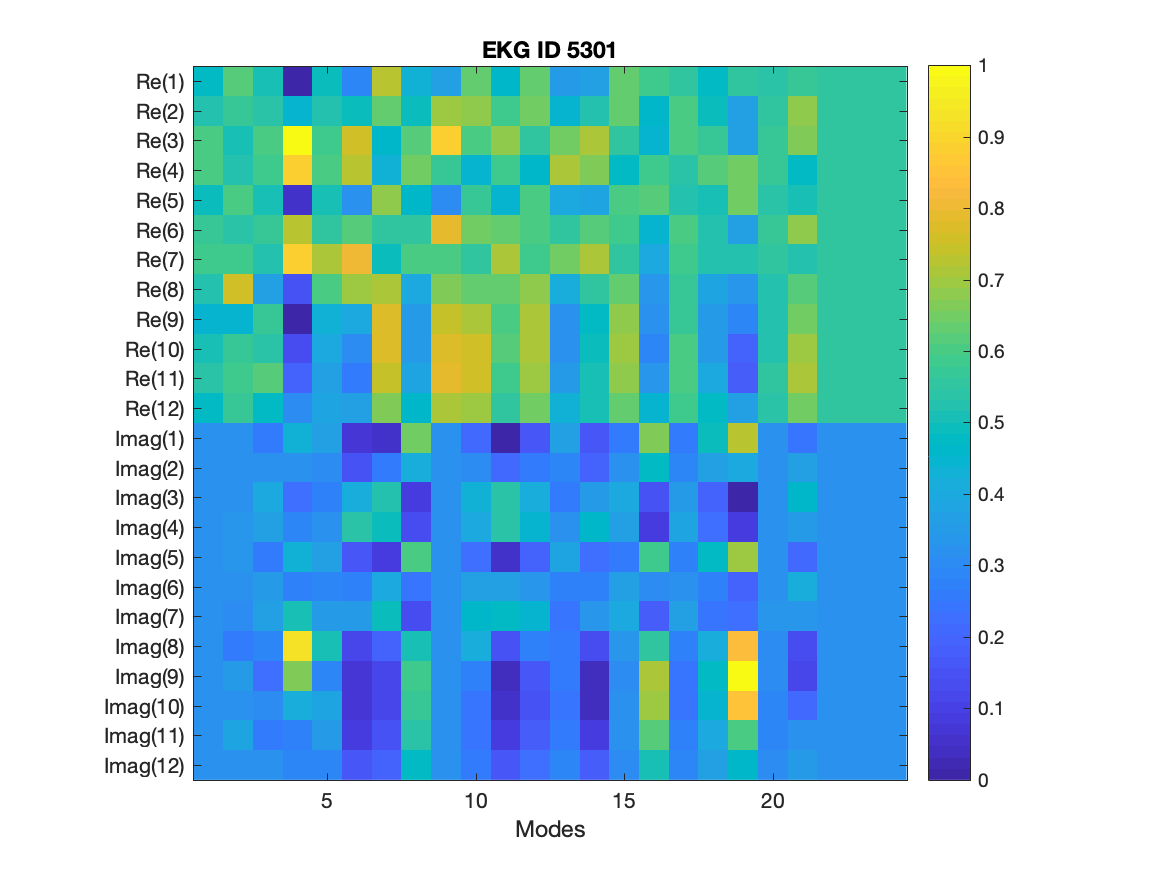 EKG ID 5301
Re(1)
Re(2)
Re(3)
Re(4)
Re(5)
Re(6)
Re(7)
Re(8)
Re(9)
Re(10)
Re(11)
Re(12)
Imag(1)
Imag(2)
Imag(3)
Imag(4)
Imag(5)
Imag(6)
Imag(7)
Imag(8)
Imag(9)
Imag(10)
Imag(11)
Imag(12)
5 10 15 20
Modes
1
0.9
0.8
0.7
0.6
0.5
0.4
0.3
0.2
0.1
0